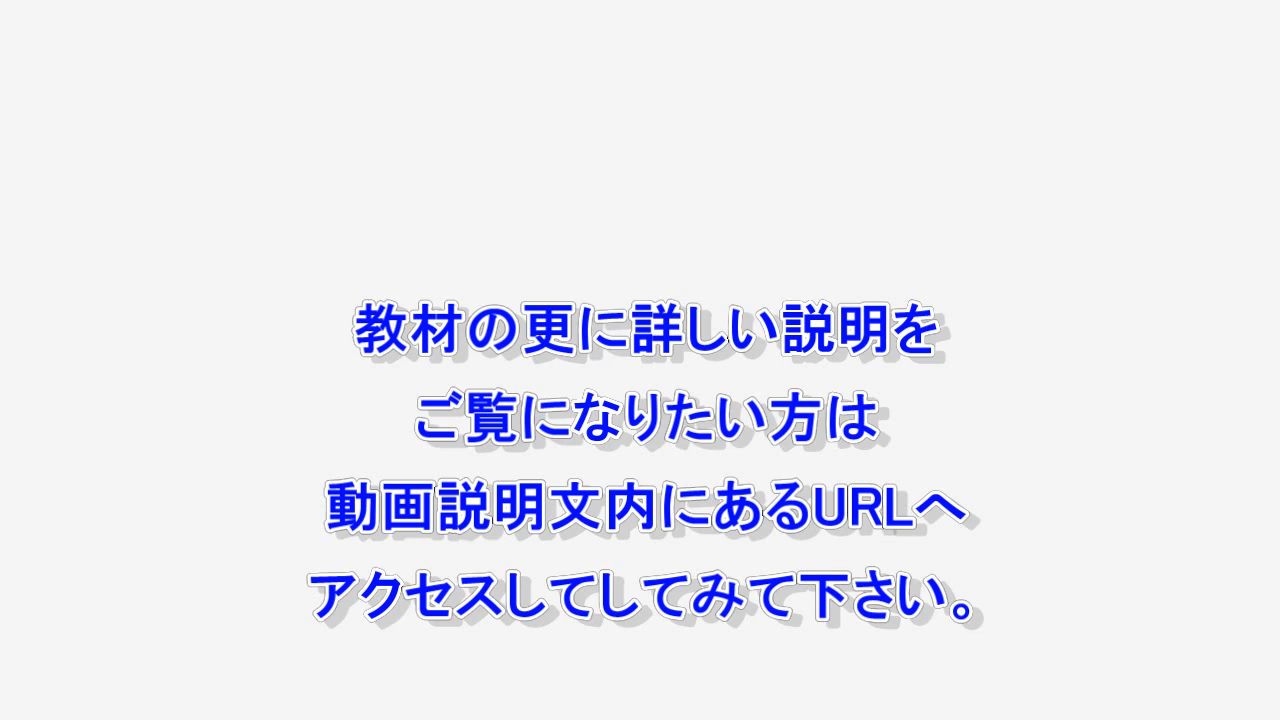 教材の更に詳しい説明を
ご覧になりたい方は
動画説明文内にあるURLへ
アクセスしてしてみて下さい。